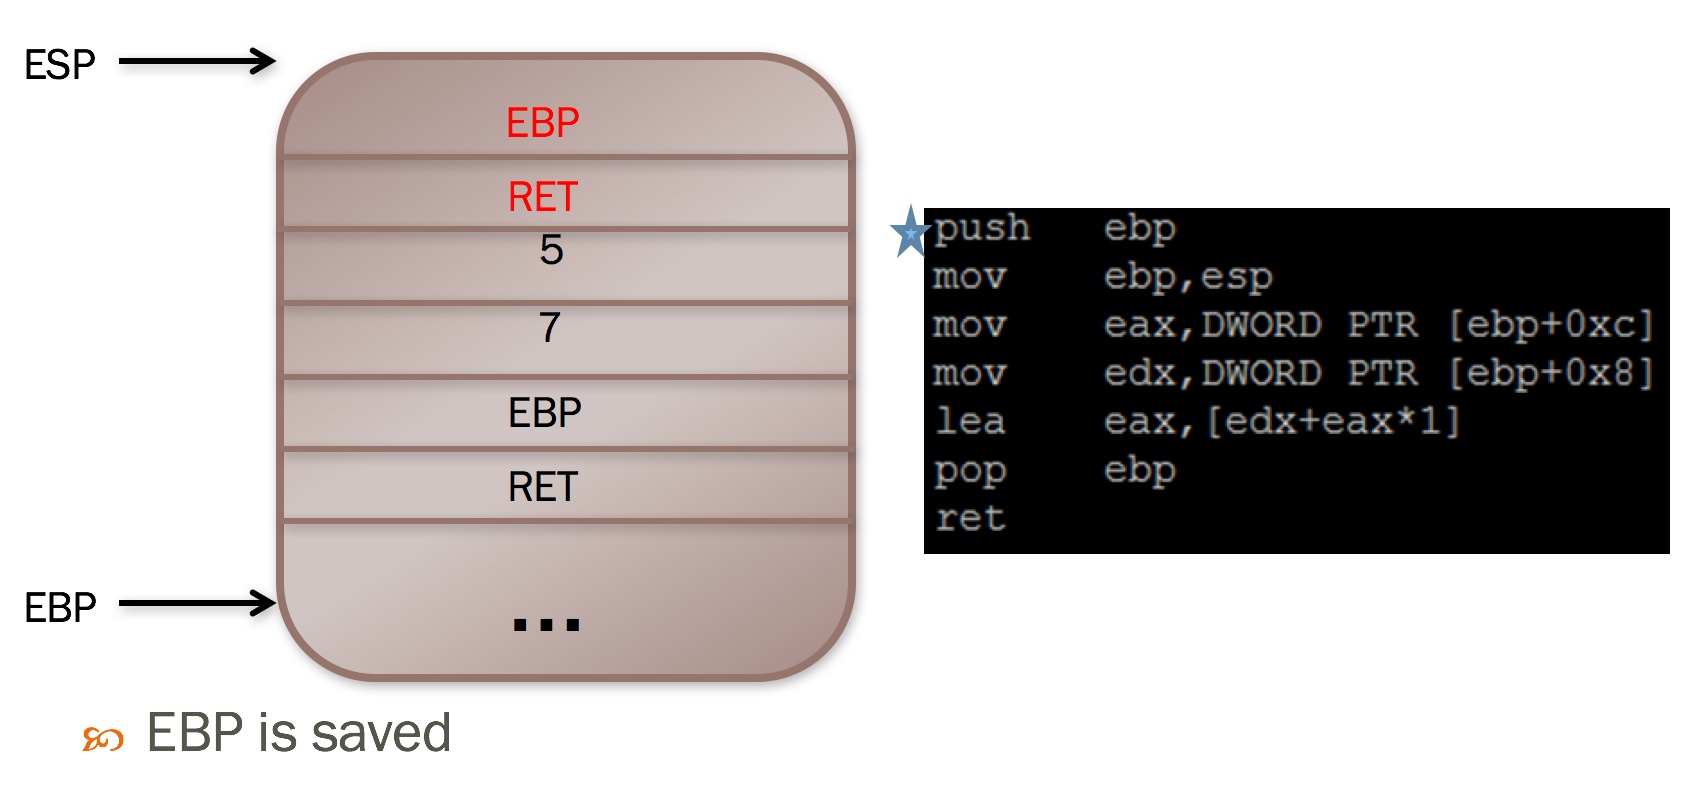 ESP
EBP
RET
5
7
EBP
RET
...
EBP
push ebp
mov ebp,esp
mov eax,DWORD PTR [ebp+0xc]
mov edx,DWORD PTR [ebp+0x8]
lea eax,[edx+eax*1]
pop ebp
ret
EBP is saved